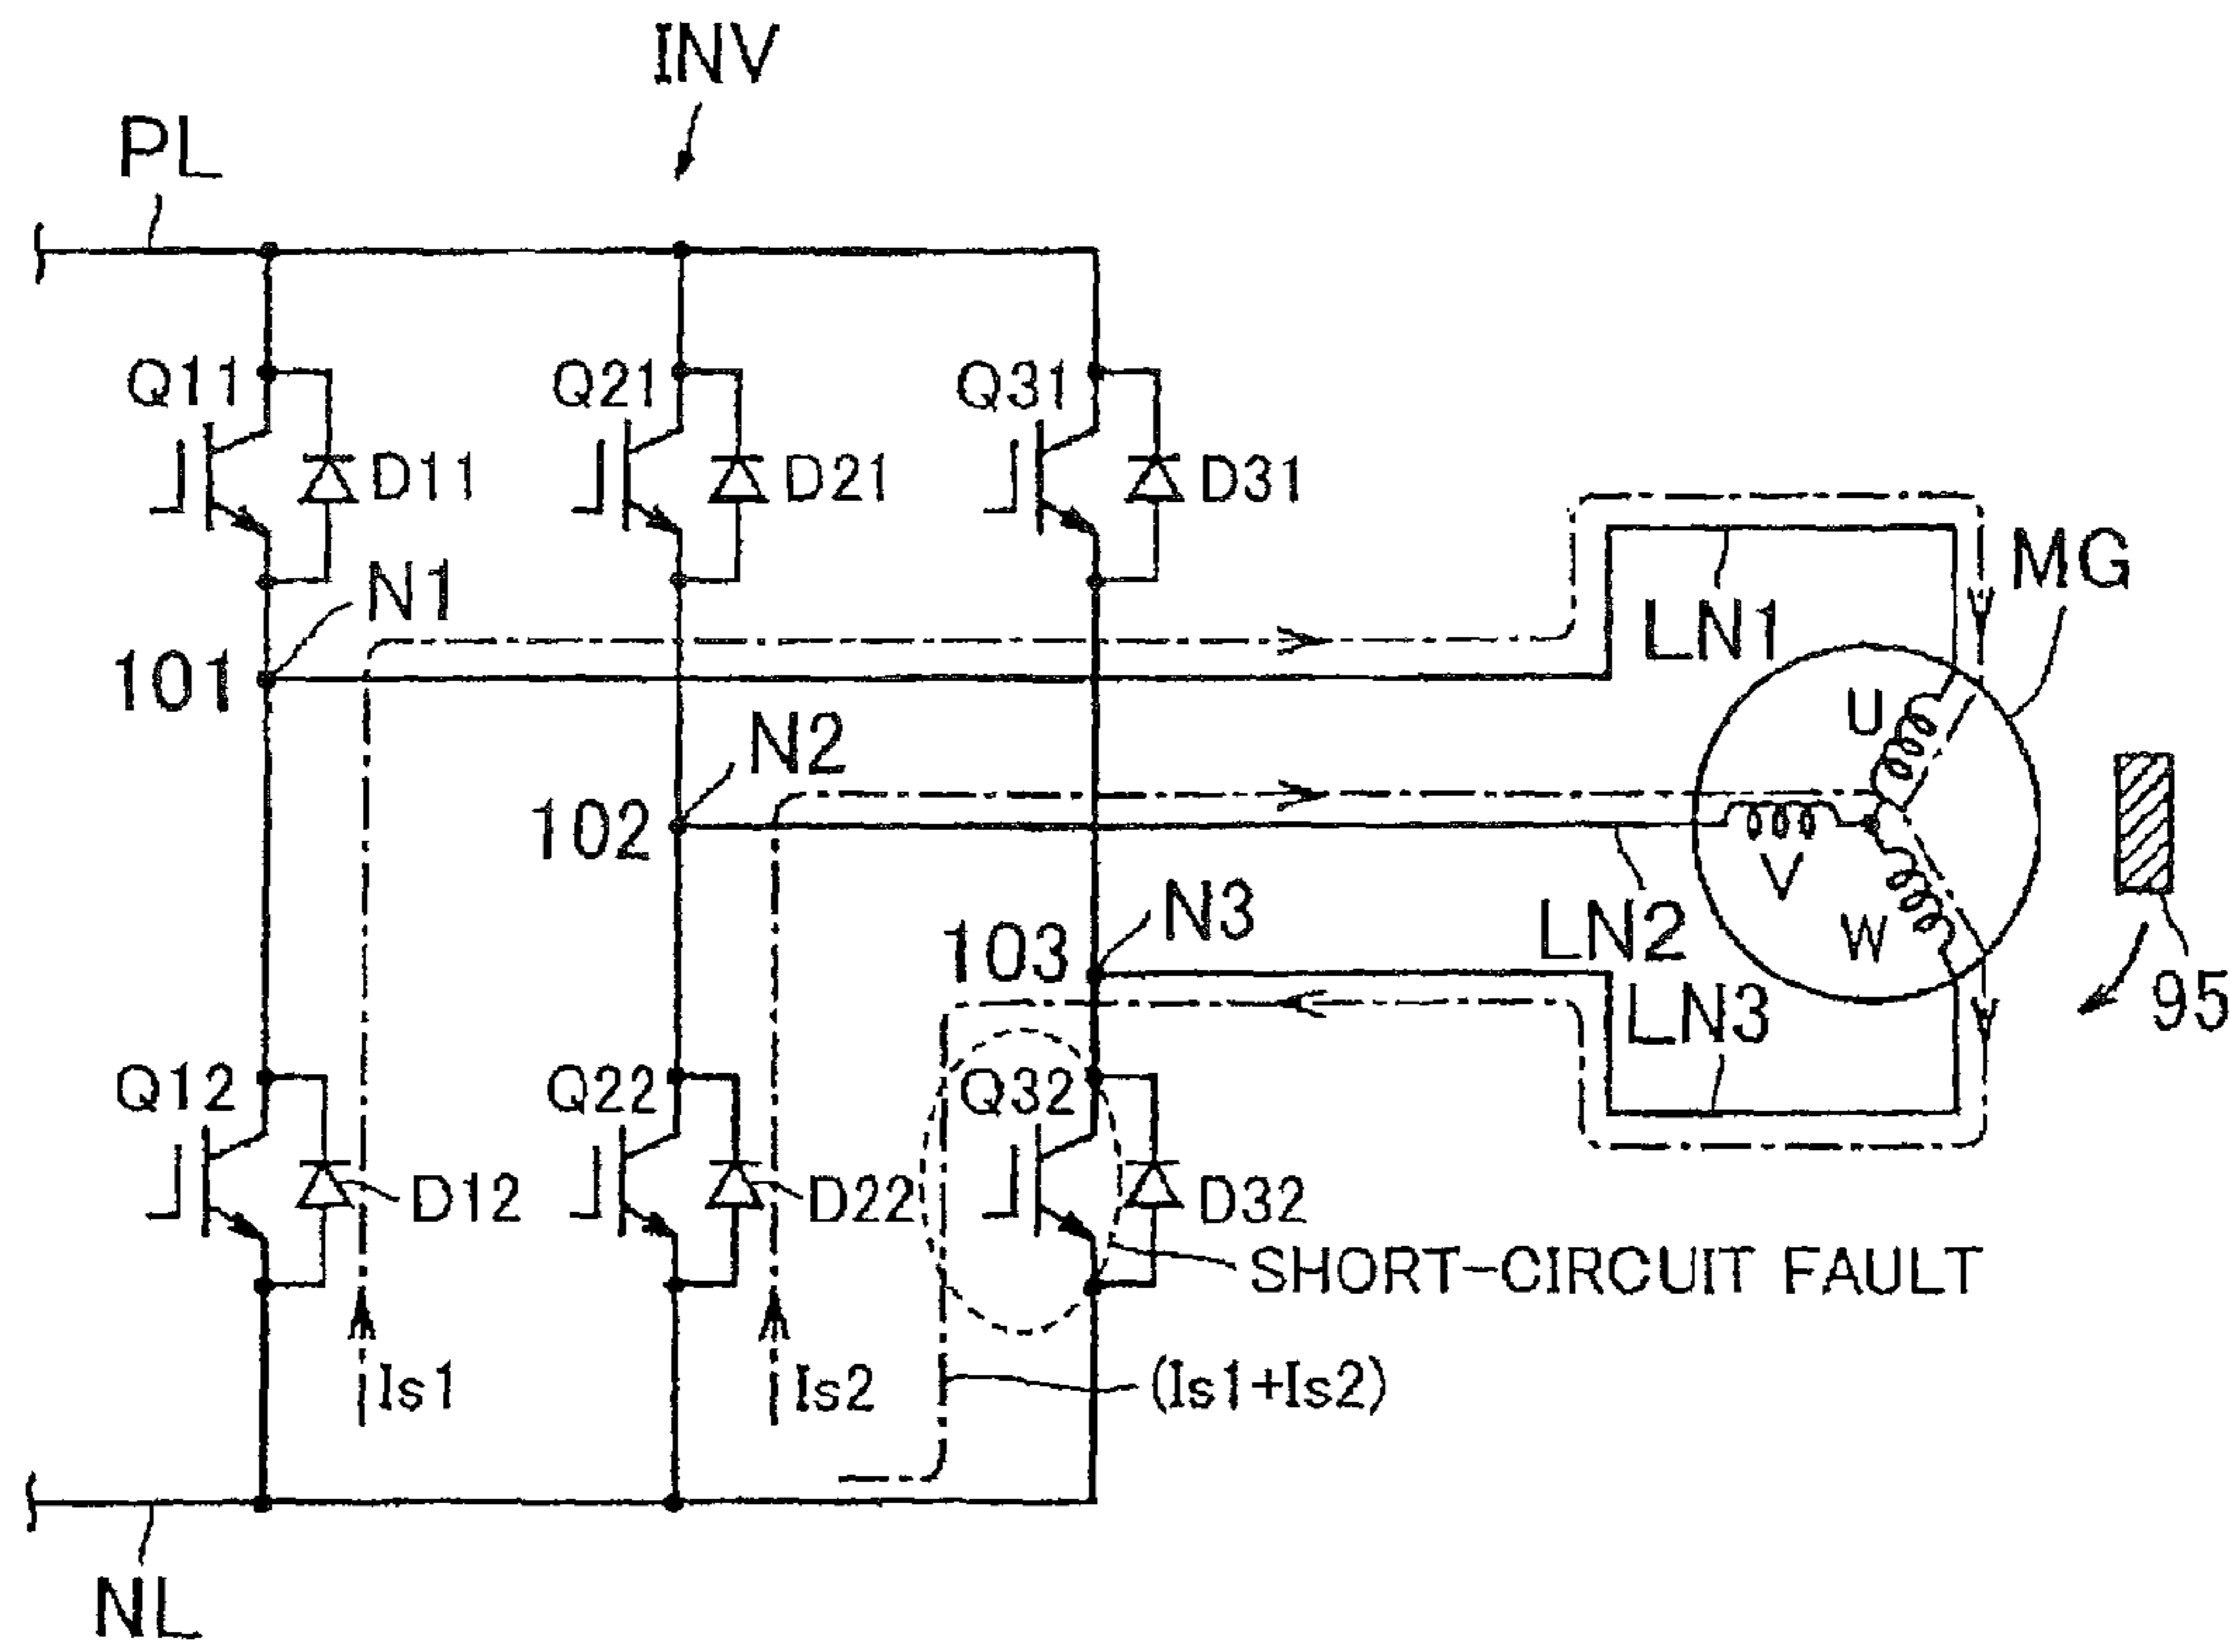 INV
PL
Q11
Q21
Q31
D11
D21
D31
MG
N1
LN1
101
U
N2
102
V
N3
LN2
W
103
LN3
95
Q12
Q22
Q32
D12
D22
D32
SHORT-CIRCUIT FAULT
Is1
Is2
(Is1+Is2)
NL